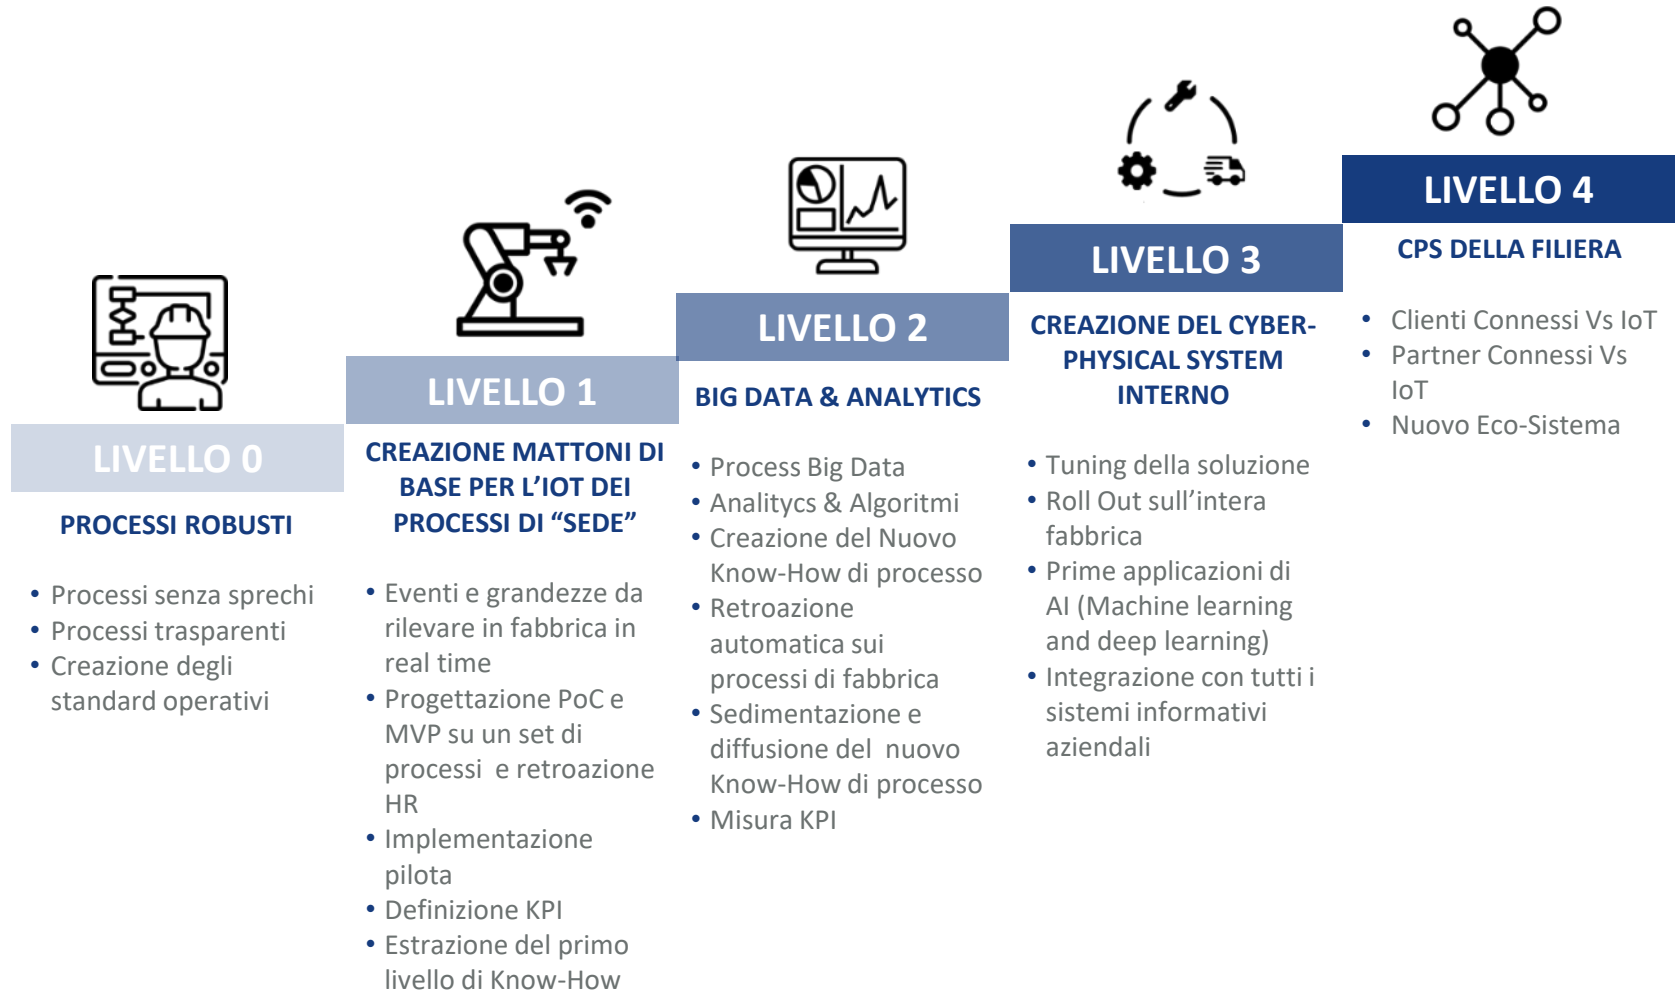 LIVELLO 0
PROCESSI ROBUSTI
• Processi senza sprechi
• Processi trasparenti
• Creazione degli
standard operativi
LIVELLO 1
CREAZIONE MATTONI DI
BASE PER L’IOT DEI
PROCESSI DI “SEDE”
• Eventi e grandezze da
rilevare in fabbrica in
real time
• Progettazione PoC e
MVP su un set di
processi e retroazione
HR
• Implementazione
pilota
• Definizione KPI
• Estrazione del primo
livello di Know-How
LIVELLO 2
BIG DATA & ANALYTICS
• Process Big Data
• Analitycs & Algoritmi
• Creazione del Nuovo
Know-How di processo
• Retroazione
automatica sui
processi di fabbrica
• Sedimentazione e
diffusione del nuovo
Know-How di processo
• Misura KPI
LIVELLO 3
CREAZIONE DEL CYBER-
PHYSICAL SYSTEM
INTERNO
• Tuning della soluzione
• Roll Out sull’intera
fabbrica
• Prime applicazioni di
AI (Machine learning
and deep learning)
• Integrazione con tutti i
sistemi informativi
aziendali
LIVELLO 4
CPS DELLA FILIERA
• Clienti Connessi Vs IoT
• Partner Connessi Vs
IoT
• Nuovo Eco-Sistema